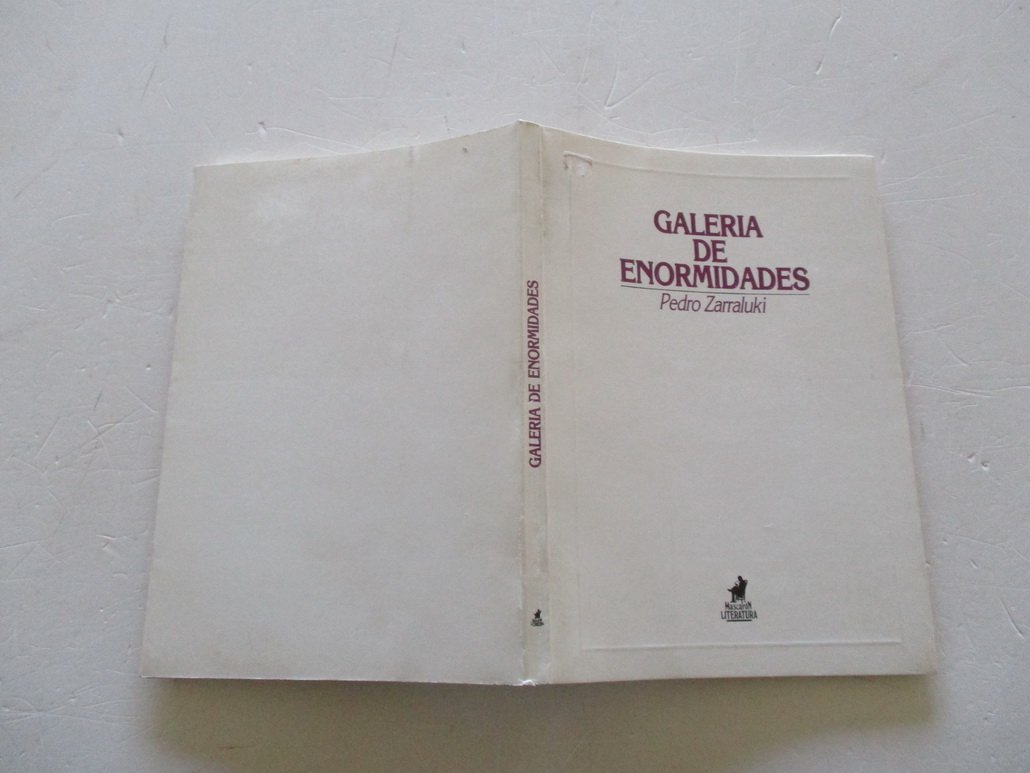 GALERIA
DE
ENORMIDADES
Pedro Zarraluki
MascaróN
LITERATURA
GALERIA DE ENORMIDADES